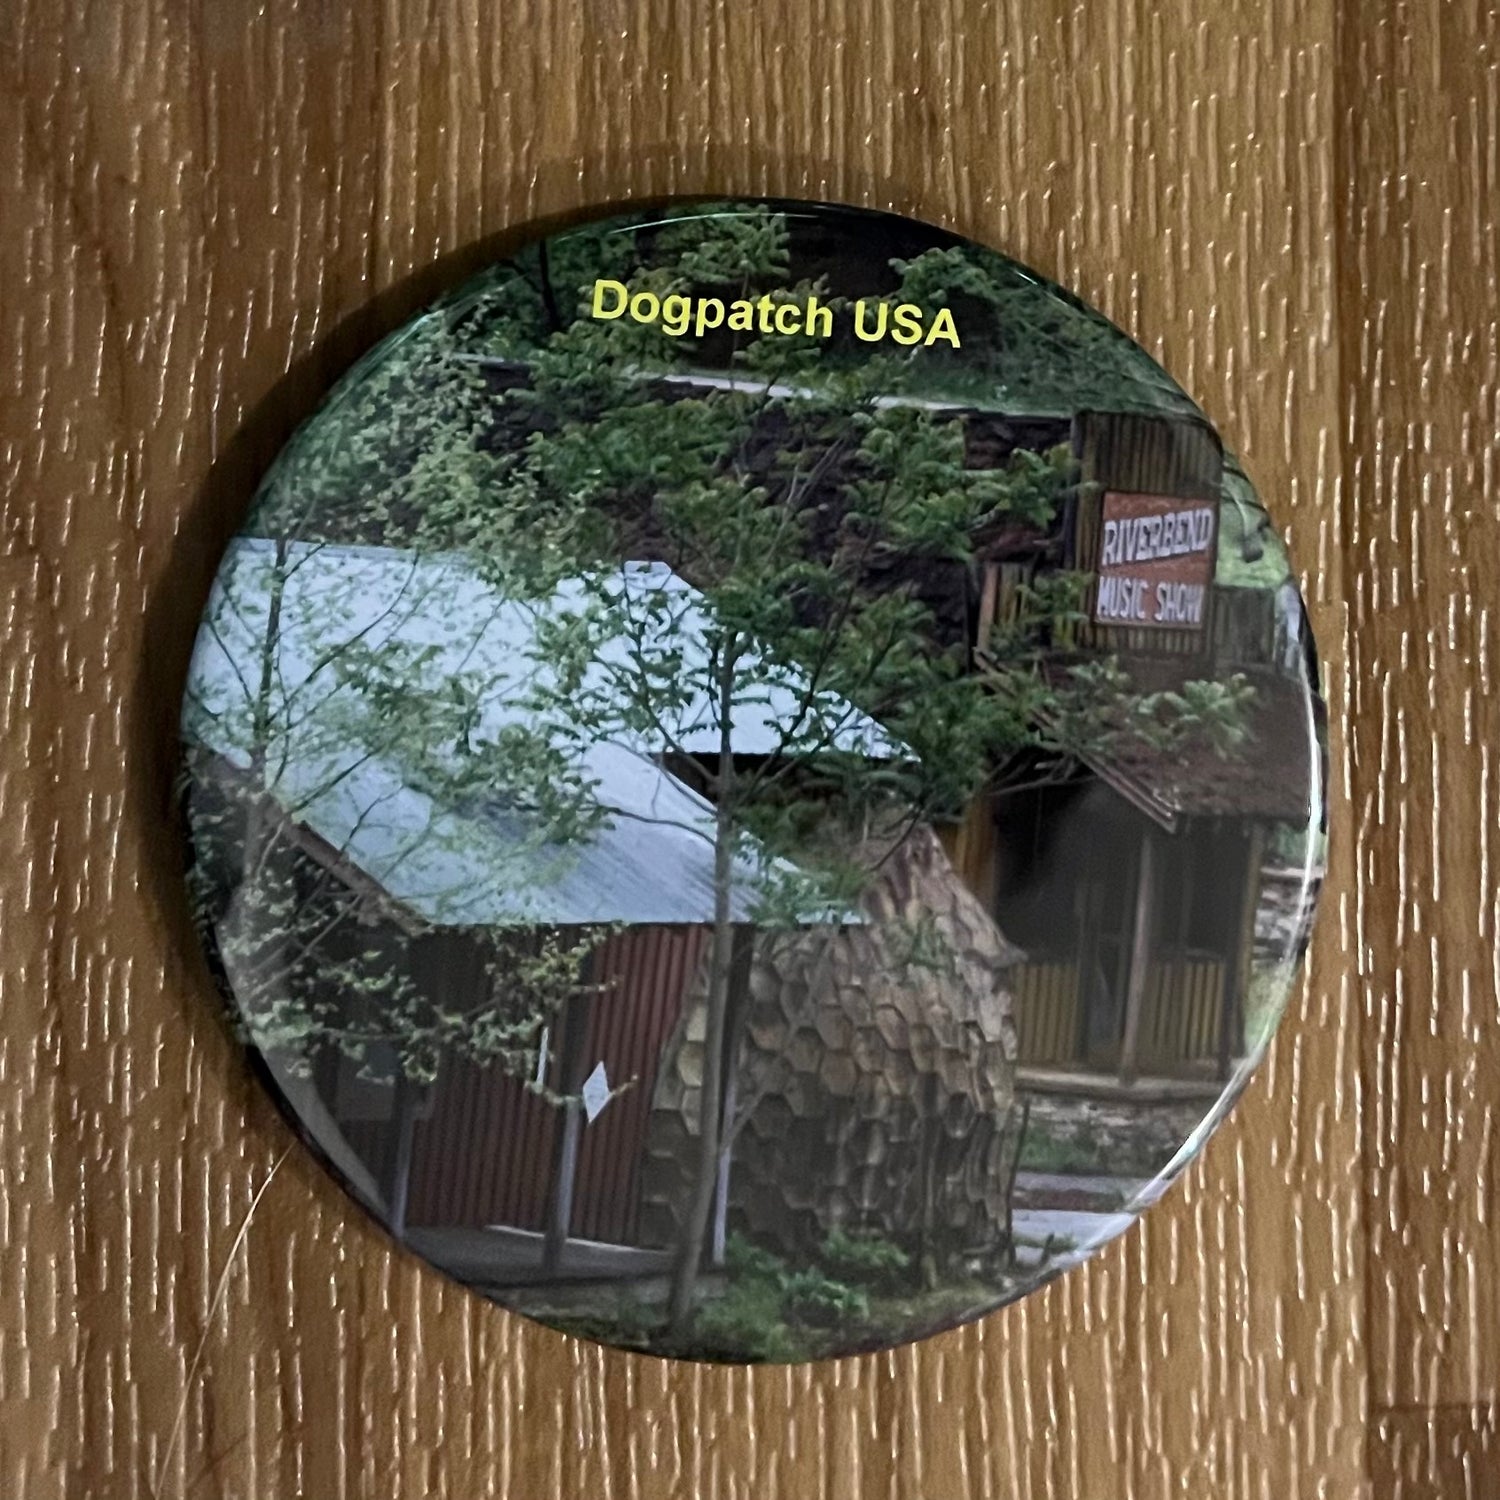 Dogpatch USA
RIVERBEND
MUSIC SHOW